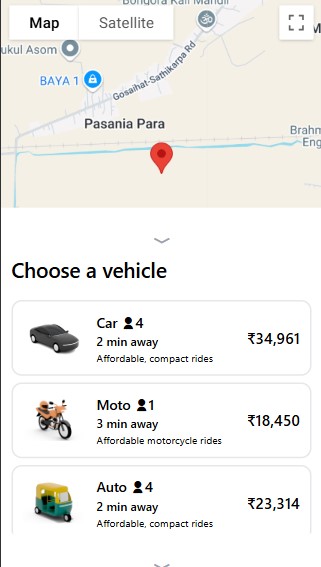 Bongora Kali Mandir
Map
Satellite
ukul Asom
BAYA 1
Gosaihat-Sathikarpa Rd
Pasania Para
Brahm
Eng
Choose a vehicle
Car 4
2 min away
Affordable, compact rides
₹34,961
Moto 1
3 min away
Affordable motorcycle rides
₹18,450
Auto 4
2 min away
Affordable, compact rides
₹23,314